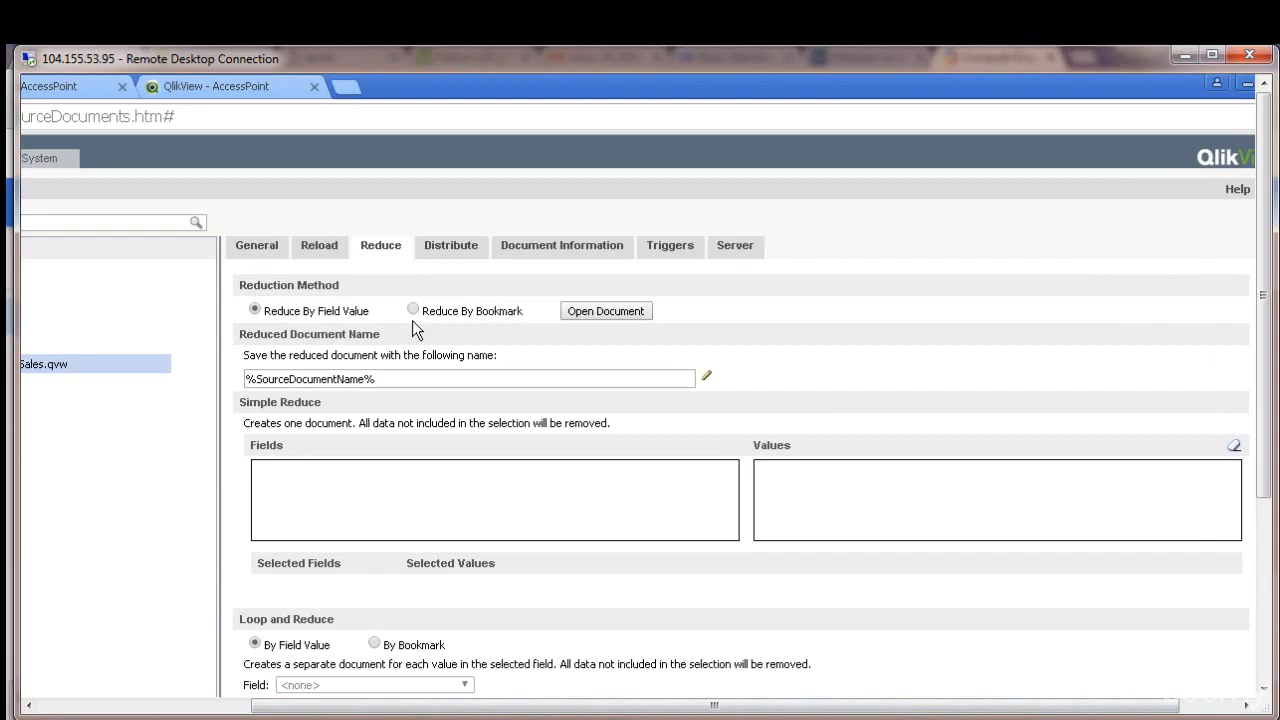 104.155.53.95 - Remote Desktop Connection
AccessPoint
QlikView - AccessPoint
urceDocuments.htm#
System
QlikVi
Help
General
Reload
Reduce
Distribute
Document Information
Triggers
Server
Reduction Method
Reduce By Field Value
Reduce By Bookmark
Open Document
Reduced Document Name
Save the reduced document with the following name:
Sales.qvw
%SourceDocumentName%
Simple Reduce
Creates one document. All data not included in the selection will be removed.
Fields
Values
Selected Fields
Selected Values
Loop and Reduce
By Field Value
By Bookmark
Creates a separate document for each value in the selected field. All data not included in the selection will be removed.
Field:
<none>